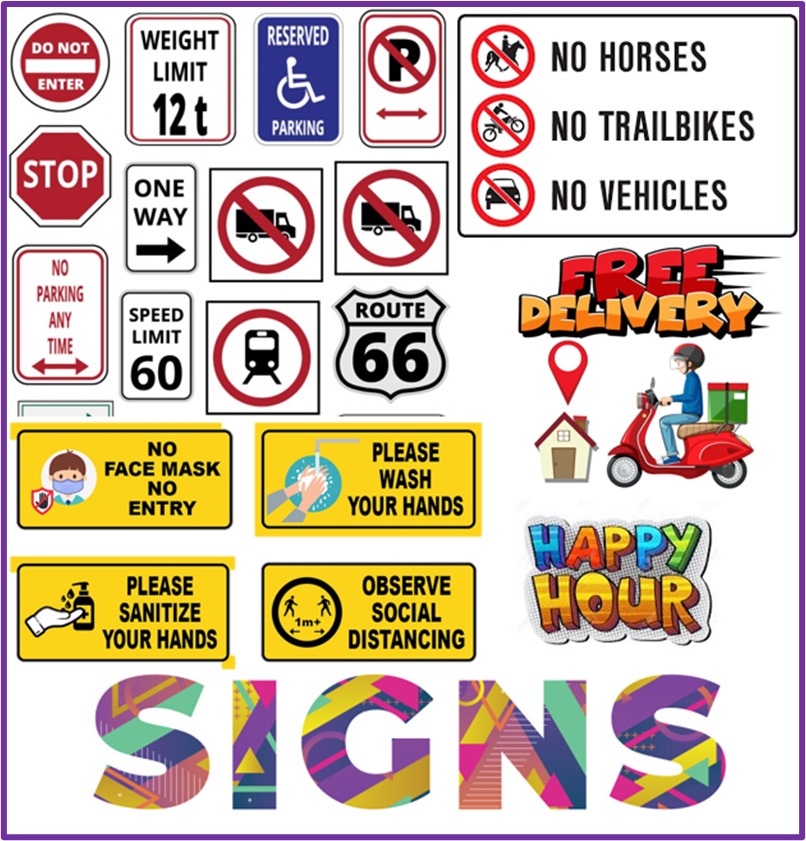 DO NOT
ENTER
WEIGHT
LIMIT
12 t
RESERVED
PARKING
P
NO HORSES
NO TRAILBIKES
NO VEHICLES
STOP
ONE
WAY
NO
PARKING
ANY
TIME
SPEED
LIMIT
60
ROUTE
66
FREE
DELIVERY
NO
FACE MASK
NO
ENTRY
PLEASE
WASH
YOUR HANDS
HAPPY
HOUR
PLEASE
SANITIZE
YOUR HANDS
1m+
OBSERVE
SOCIAL
DISTANCING
SIGNS